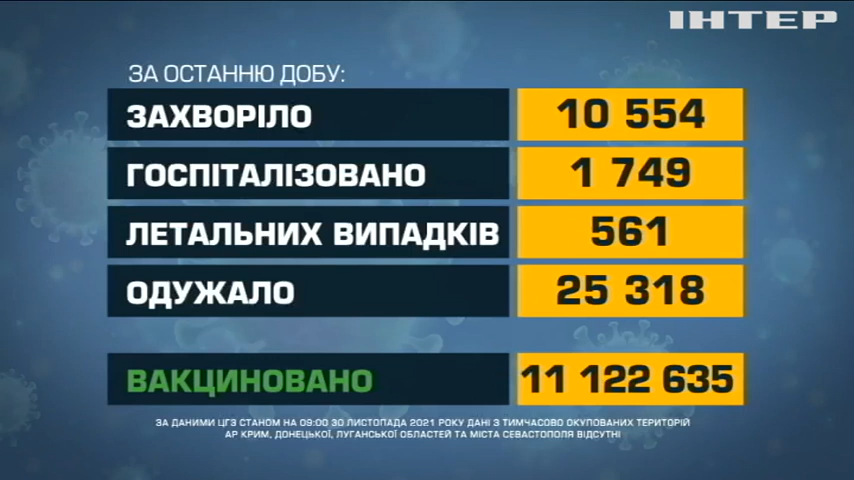 ІНТЕР
ЗА ОСТАННЮ ДОБУ:
ЗАХВОРІЛО 10 554
ГОСПІТАЛІЗОВАНО 1 749
ЛЕТАЛЬНИХ ВИПАДКІВ 561
ОДУЖАЛО 25 318
ВАКЦИНОВАНО 11 122 635
ЗА ДАНИМИ ЦГЗ СТАНОМ НА 09:00 30 ЛИСТОПАДА 2021 РОКУ ДАНІ З ТИМЧАСОВО ОКУПОВАНИХ ТЕРИТОРІЙ
АР КРИМ, ДОНЕЦЬКОЇ, ЛУГАНСЬКОЇ ОБЛАСТЕЙ ТА МІСТА СЕВАСТОПОЛЯ ВІДСУТНІ